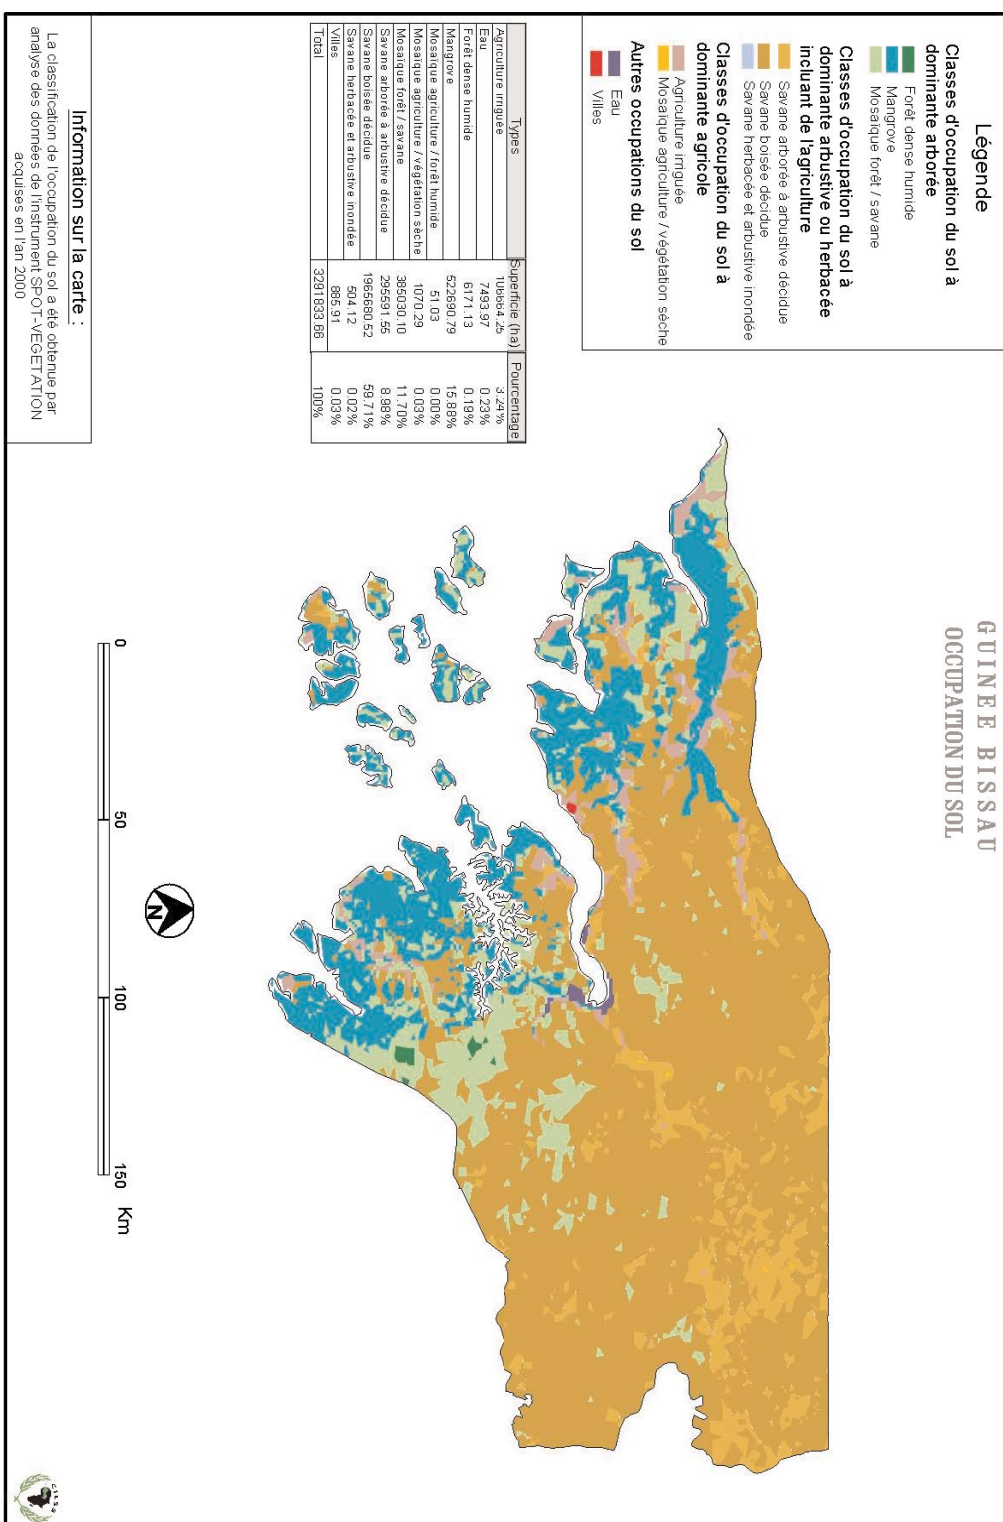 GUINEE BISSAU
OCCUPATION DU SOL
Légende
Classes d'occupation du sol à
dominante arborée
Forêt dense humide
Mangrove
Mosaïque forêt / savane
Classes d'occupation du sol à
dominante arbustive ou herbacée
incluant de l'agriculture
Savane arborée à arbustive décidue
Savane boisée décidue
Savane herbacée et arbustive inondée
Classes d'occupation du sol à
dominante agricole
Agriculture irriguée
Mosaïque agriculture / végétation sèche
Autres occupations du sol
Eau
Villes
Types Superficie (ha) Pourcentage
Agriculture irriguée 106664.25 3.24%
Eau 7493.97 0.23%
Forêt dense humide 6171.13 0.19%
Mangrove 522690.79 15.88%
Mosaïque agriculture / forêt humide 51.03 0.00%
Mosaïque agriculture / végétation sèche 1070.29 0.03%
Mosaïque forêt / savane 385030.10 11.70%
Savane arborée à arbustive décidue 295591.55 8.98%
Savane boisée décidue 1965680.52 59.71%
Savane herbacée et arbustive inondée 504.12 0.02%
Villes 885.91 0.03%
Total 3291833.66 100%
0 50 100 150 Km
N
Information sur la carte :
La classification de l'occupation du sol a été obtenue par
analyse des données de l'instrument SPOT-VEGETATION
acquises en l'an 2000
CILSS